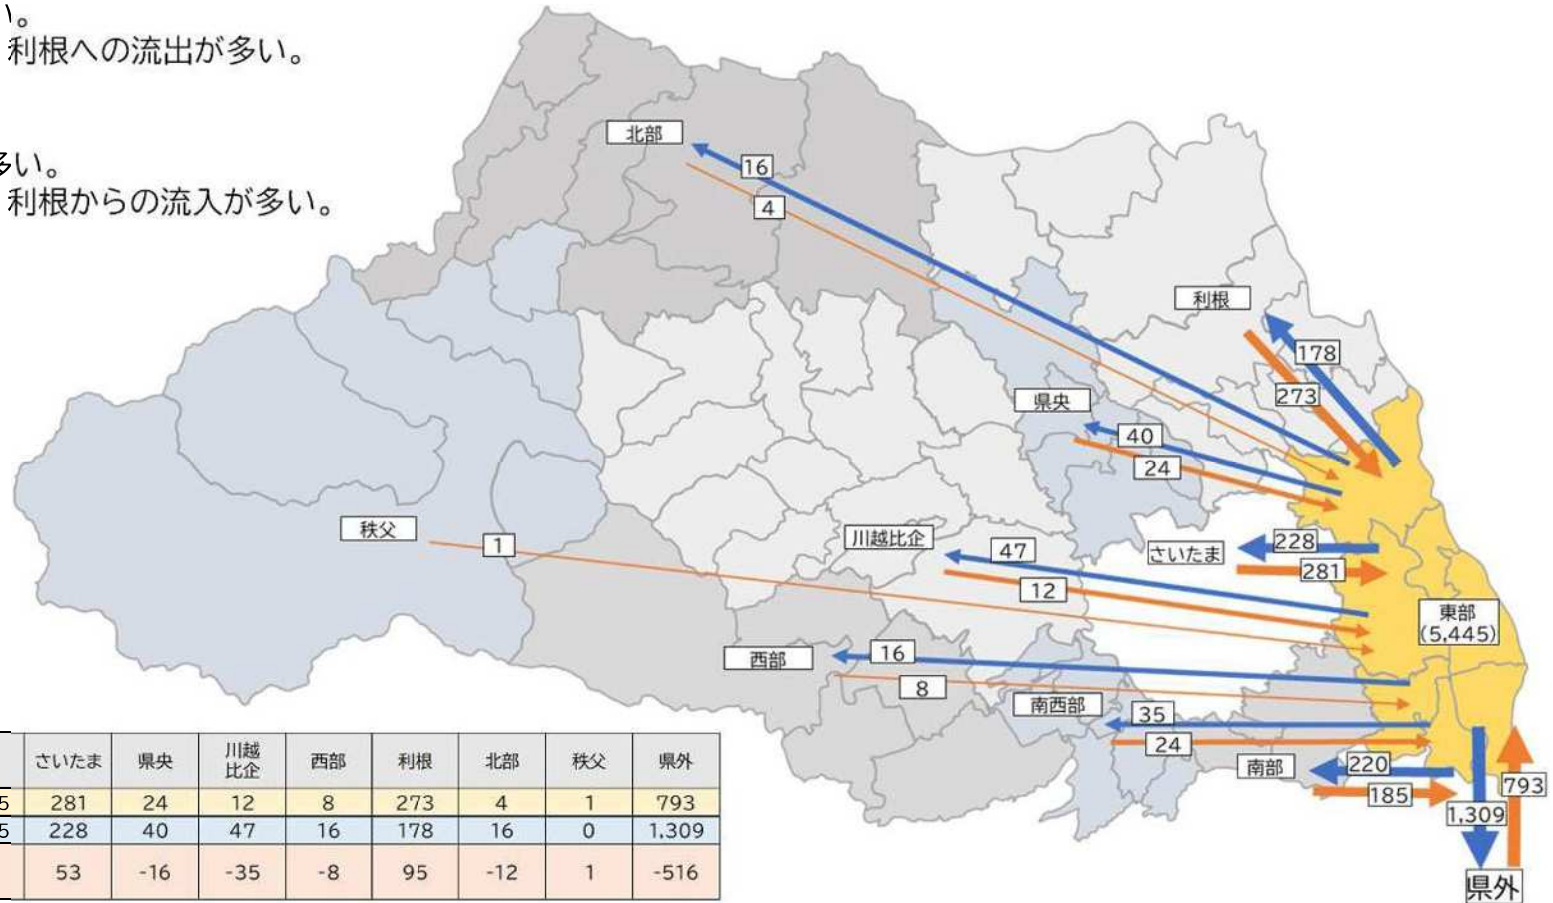 い。
利根への流出が多い。
多い。
利根からの流入が多い。
北部
16
4
利根
178
273
県央
40
24
秩父
1
川越比企
47
12
さいたま
228
281
東部
(5,445)
西部
16
8
南西部
35
24
南部
220
185
793
1,309
県外
さいたま 県央 川越比企 西部 利根 北部 秩父 県外
5 281 24 12 8 273 4 1 793
5 228 40 47 16 178 16 0 1,309
53 -16 -35 -8 95 -12 1 -516